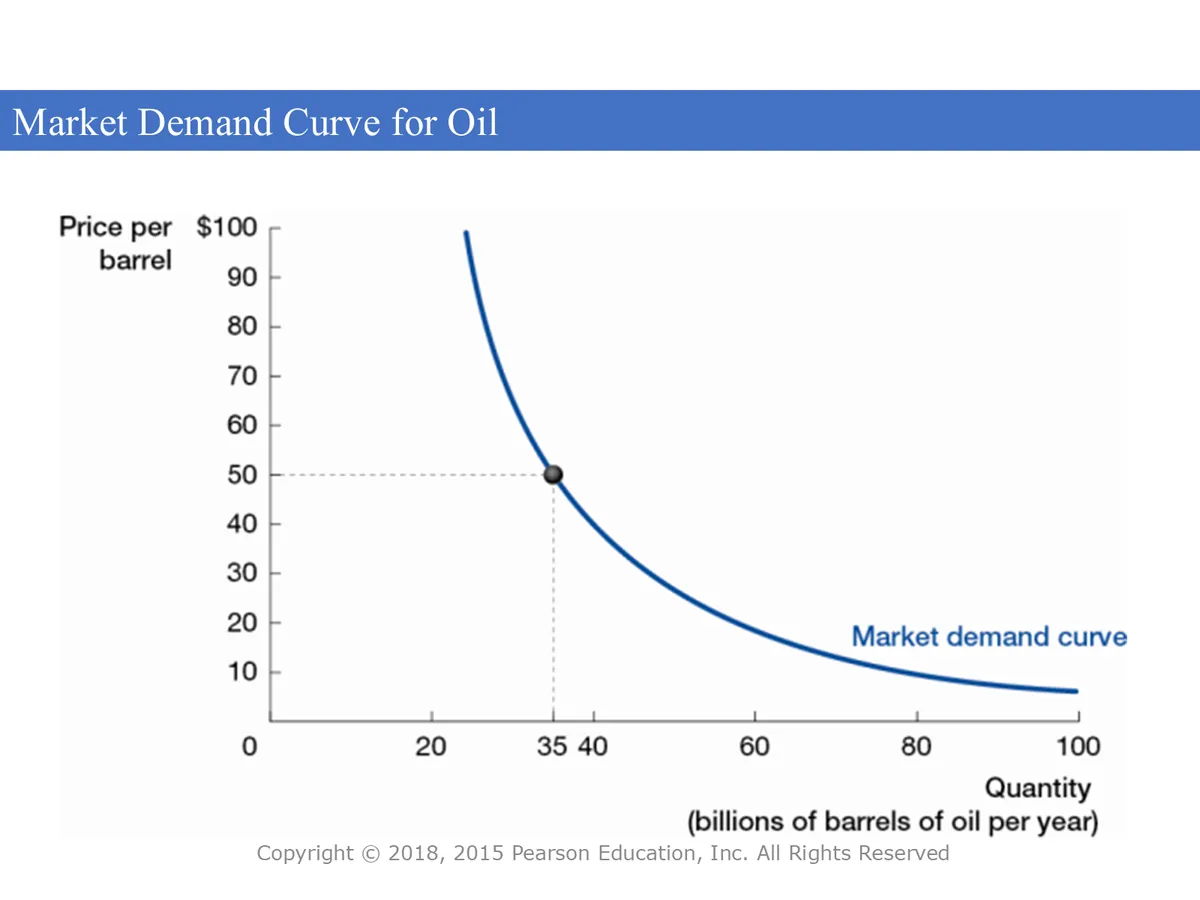 Market Demand Curve for Oil
Price per
barrel
$100
90
80
70
60
50
40
30
20
10
Market demand curve
0 20 35 40 60 80 100
Quantity
(billions of barrels of oil per year)
Copyright © 2018, 2015 Pearson Education, Inc. All Rights Reserved